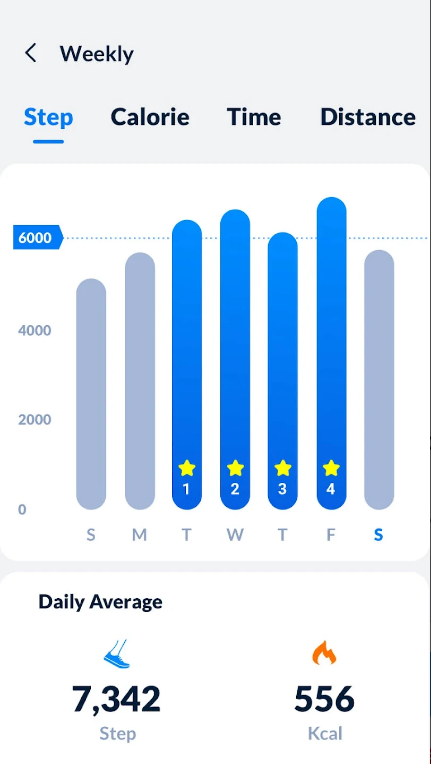 Weekly
Step Calorie Time Distance
6000
4000
2000
0
1 2 3 4
S M T W T F S
Daily Average
7,342 556
Step Kcal